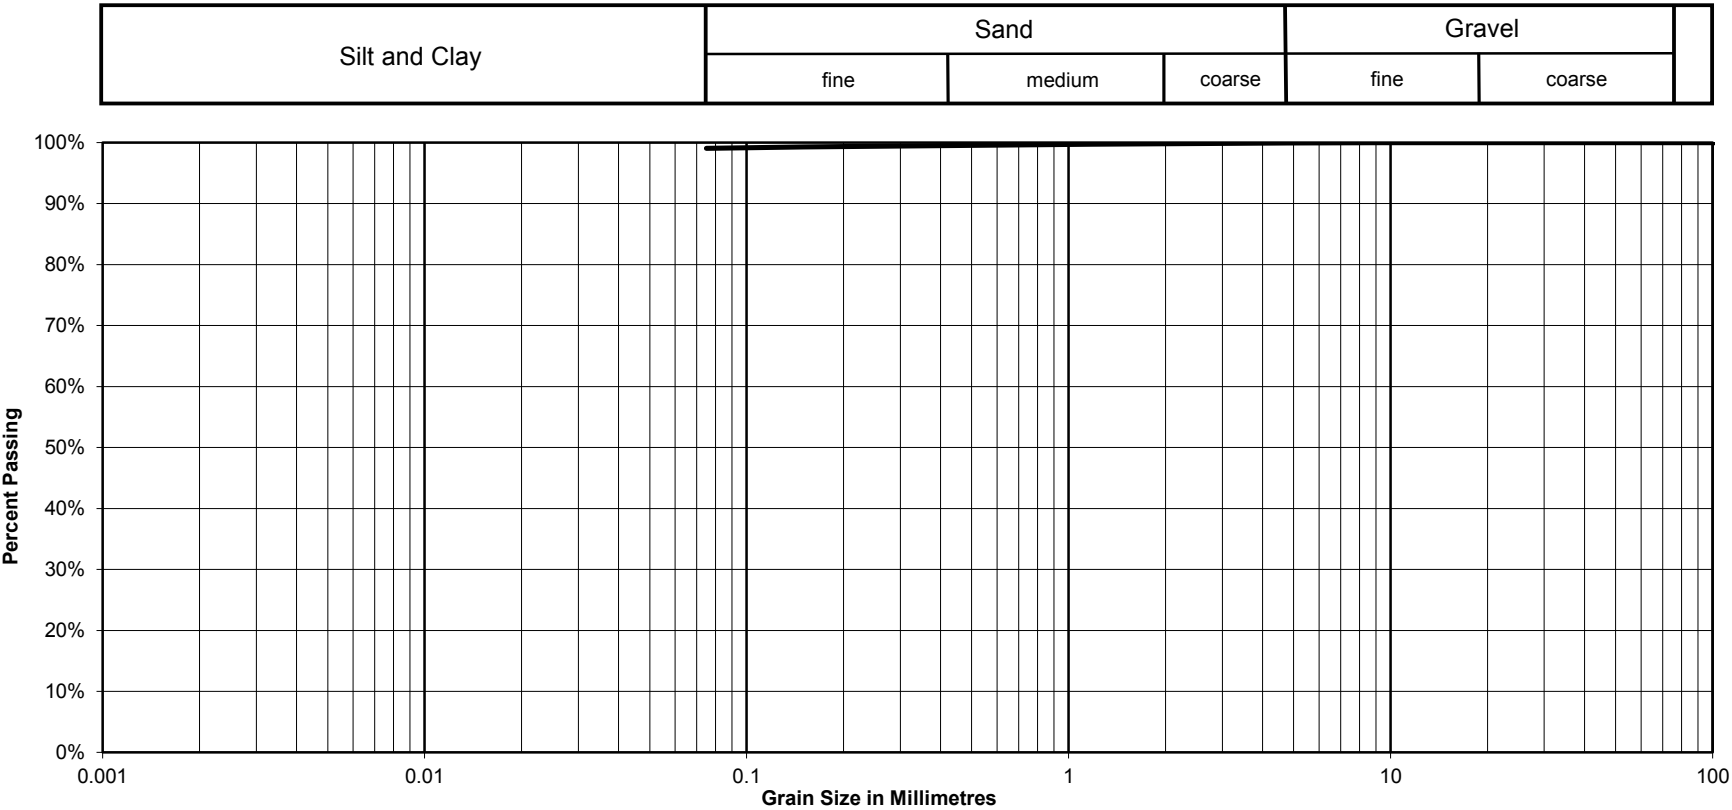 Sand
Gravel
Silt and Clay
fine
medium
coarse
fine
coarse
100%
90%
80%
70%
60%
50%
40%
30%
20%
10%
0%
Percent Passing
0.001
0.01
0.1
1
10
100
Grain Size in Millimetres